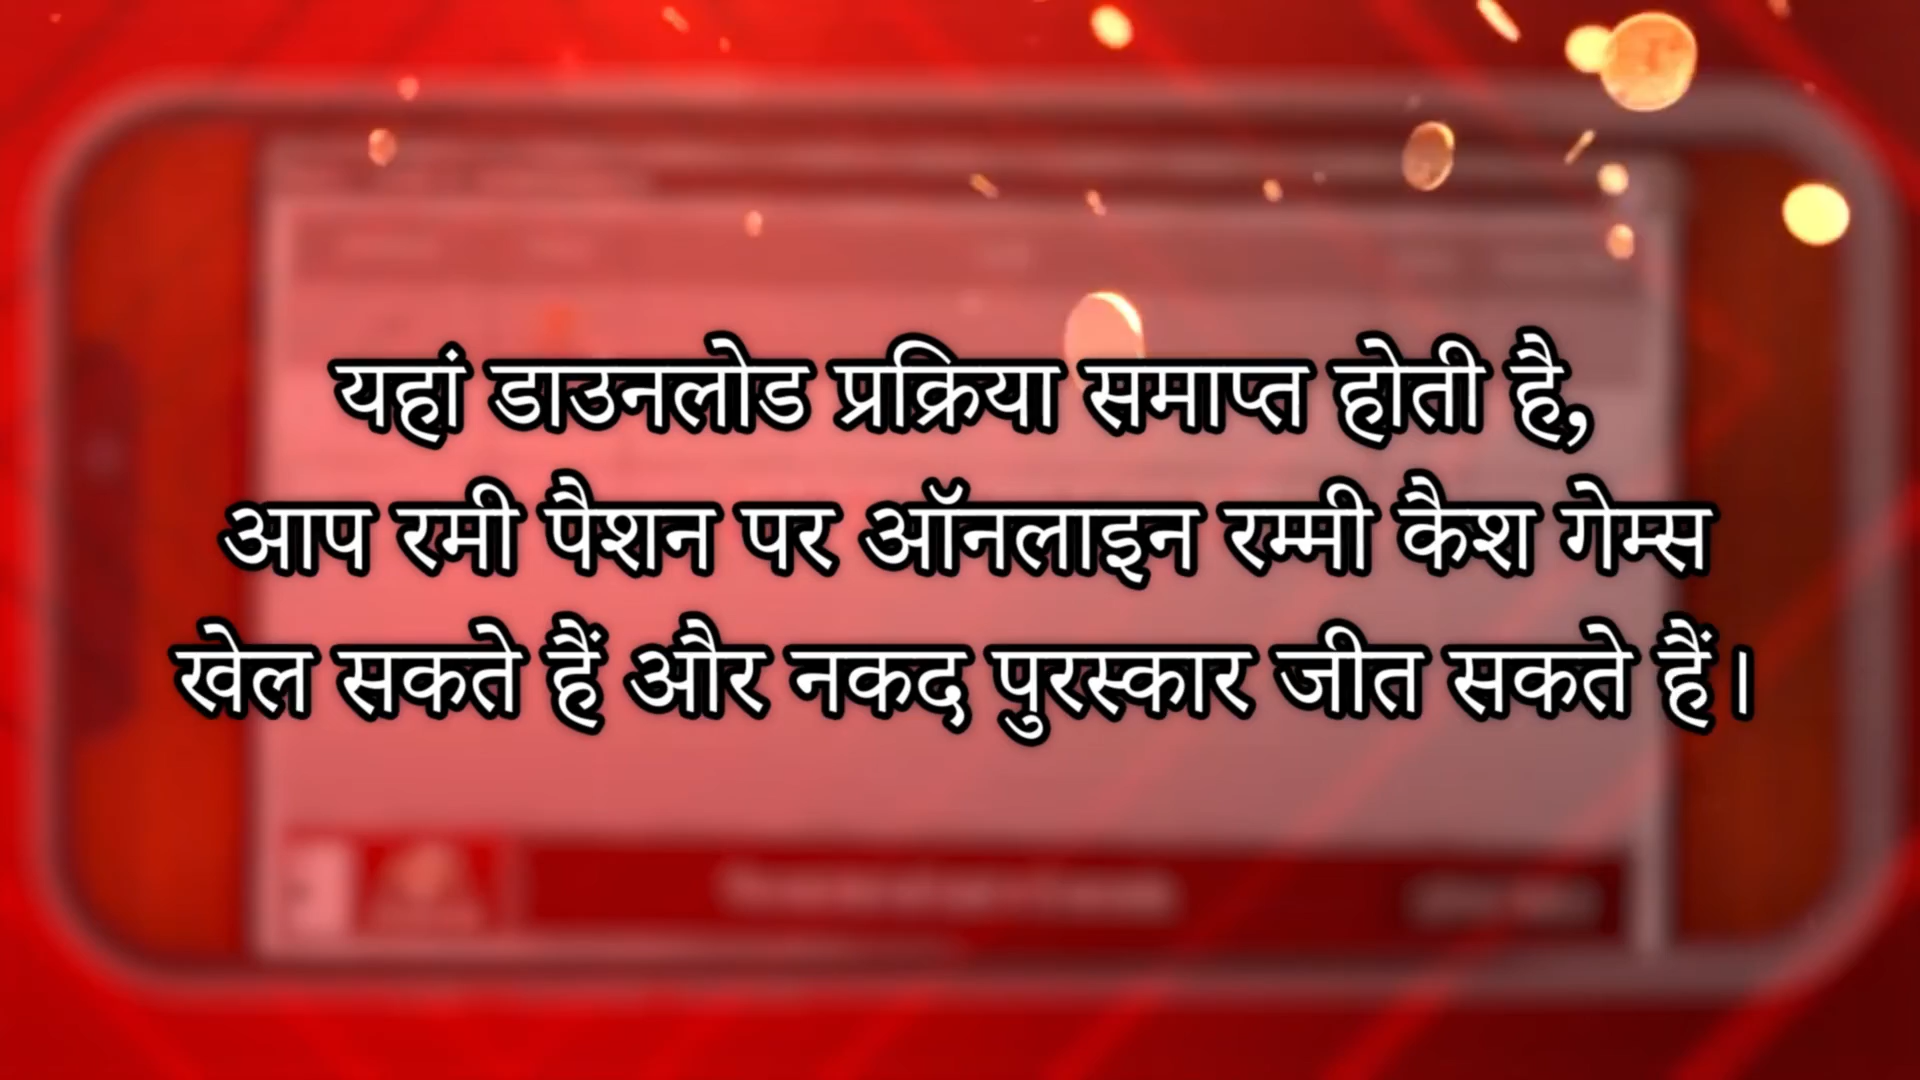 यहां डाउनलोड प्रक्रिया समाप्त होती है,
आप रमी पैशन पर ऑनलाइन रम्मी कैश गेम्स
खेल सकते हैं और नकद पुरस्कार जीत सकते हैं।